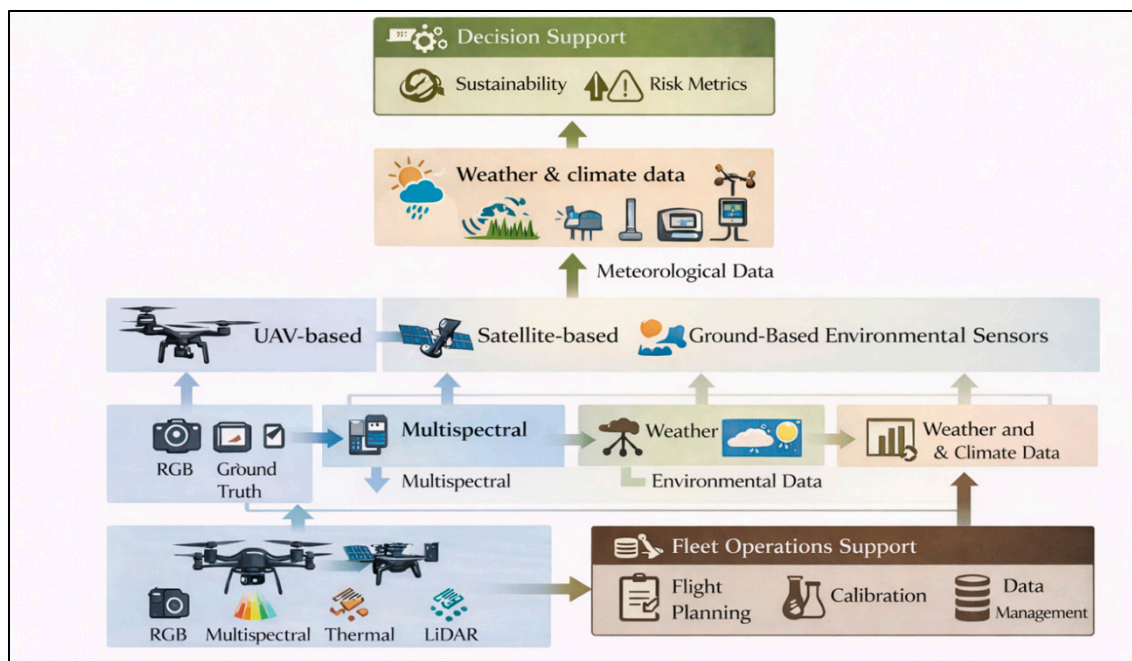 Decision Support
Sustainability
Risk Metrics
Weather & climate data
Meteorological Data
UAV-based
Satellite-based
Ground-Based Environmental Sensors
RGB
Ground
Truth
Multispectral
Weather
Weather and
& Climate Data
Multispectral
Environmental Data
RGB
Multispectral
Thermal
LiDAR
Fleet Operations Support
Flight
Planning
Calibration
Data
Management